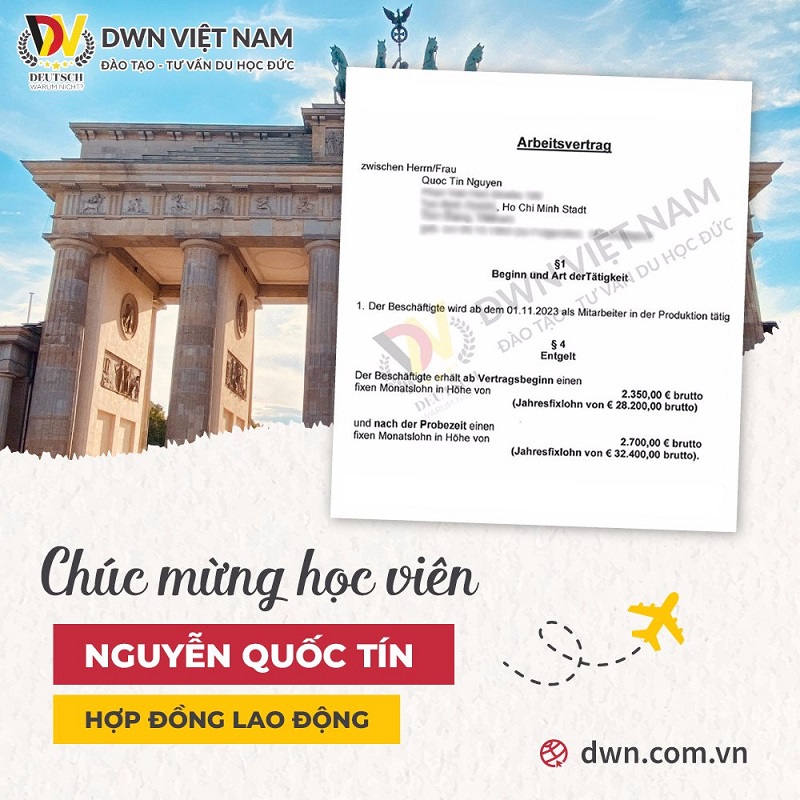 DWN VIỆT NAM
ĐÀO TẠO - TƯ VẤN DU HỌC ĐỨC
DEUTSCH
WARUM NICHT?
Arbeitsvertrag
zwischen Herrn/Frau
Quoc Tin Nguyen
, Ho Chi Minh Stadt
§1
Beginn und Art derTätigkeit
1. Der Beschäftigte wird ab dem 01.11.2023 als Mitarbeiter in der Produktion tätig
§ 4
Entgelt
Der Beschäftigte erhält ab Vertragsbeginn einen
fixen Monatslohn in Höhe von 2.350,00 € brutto
(Jahresfixlohn von € 28.200,00 brutto)
und nach der Probezeit einen
fixen Monatslohn in Höhe von 2.700,00 € brutto
(Jahresfixlohn von € 32.400,00 brutto).
DWN VIỆT NAM
ĐÀO TẠO - TƯ VẤN DU HỌC ĐỨC
DEUTSCH
Chúc mừng học viên
NGUYỄN QUỐC TÍN
HỢP ĐỒNG LAO ĐỘNG
dwn.com.vn